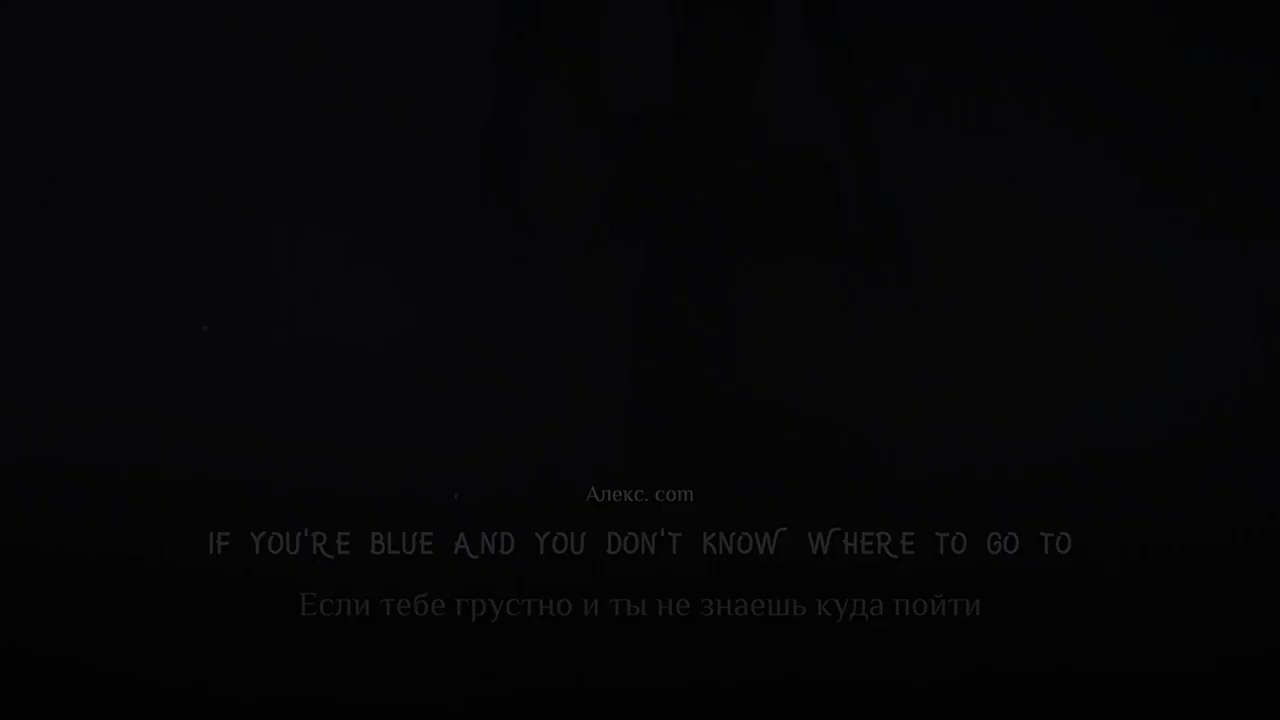 Алекс. com
IF YOU'RE BLUE AND YOU DON'T KNOW WHERE TO GO TO
Если тебе грустно и ты не знаешь куда пойти